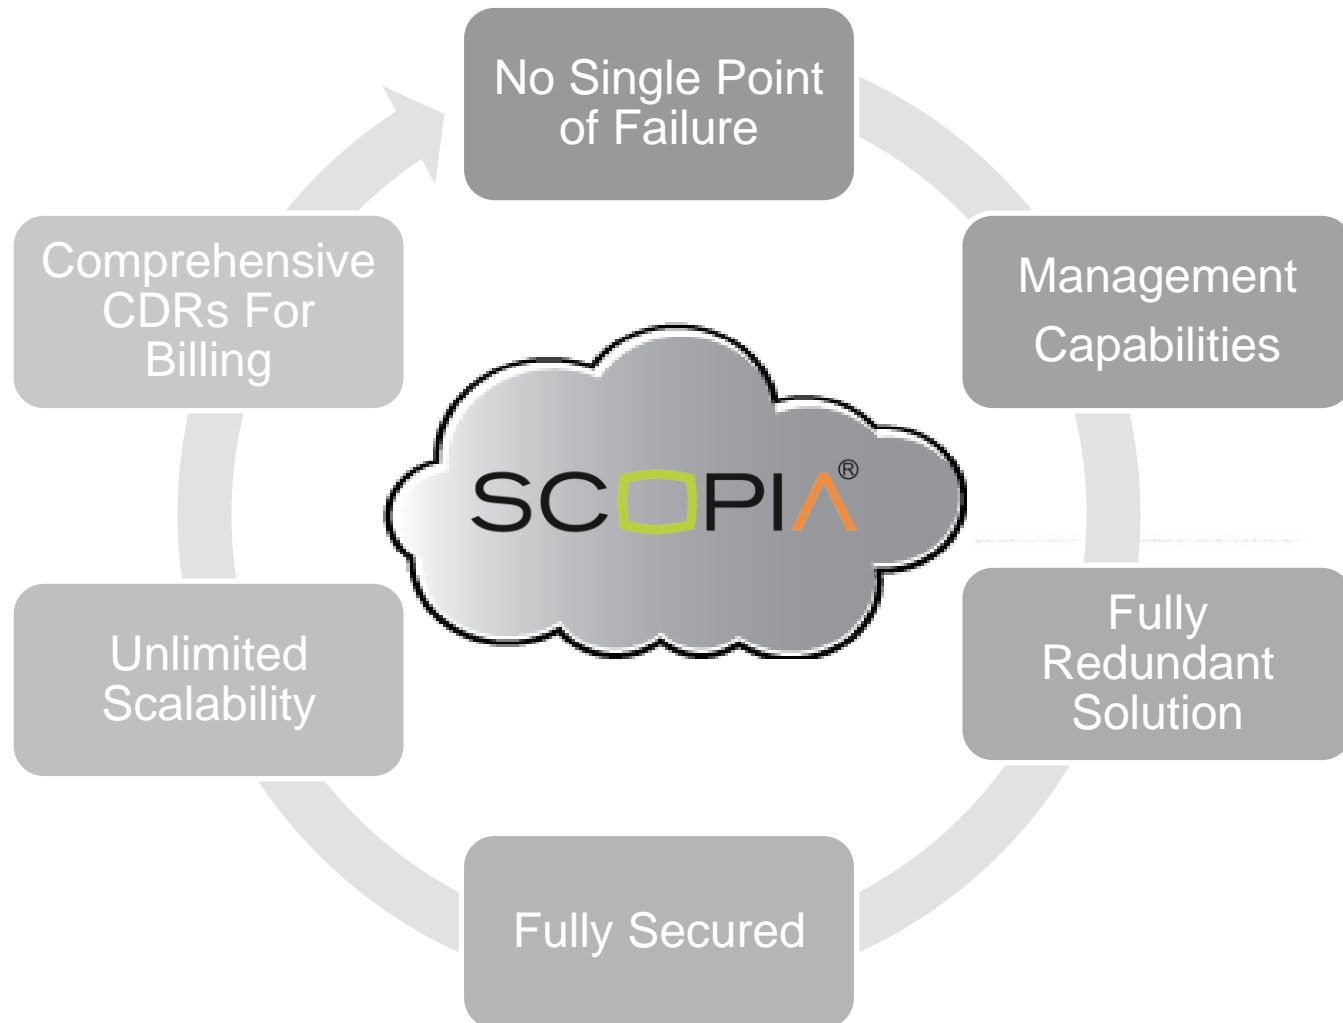 No Single Point
of Failure
Management
Capabilities
Fully
Redundant
Solution
Fully Secured
Unlimited
Scalability
Comprehensive
CDRs For
Billing
SCOPIA®